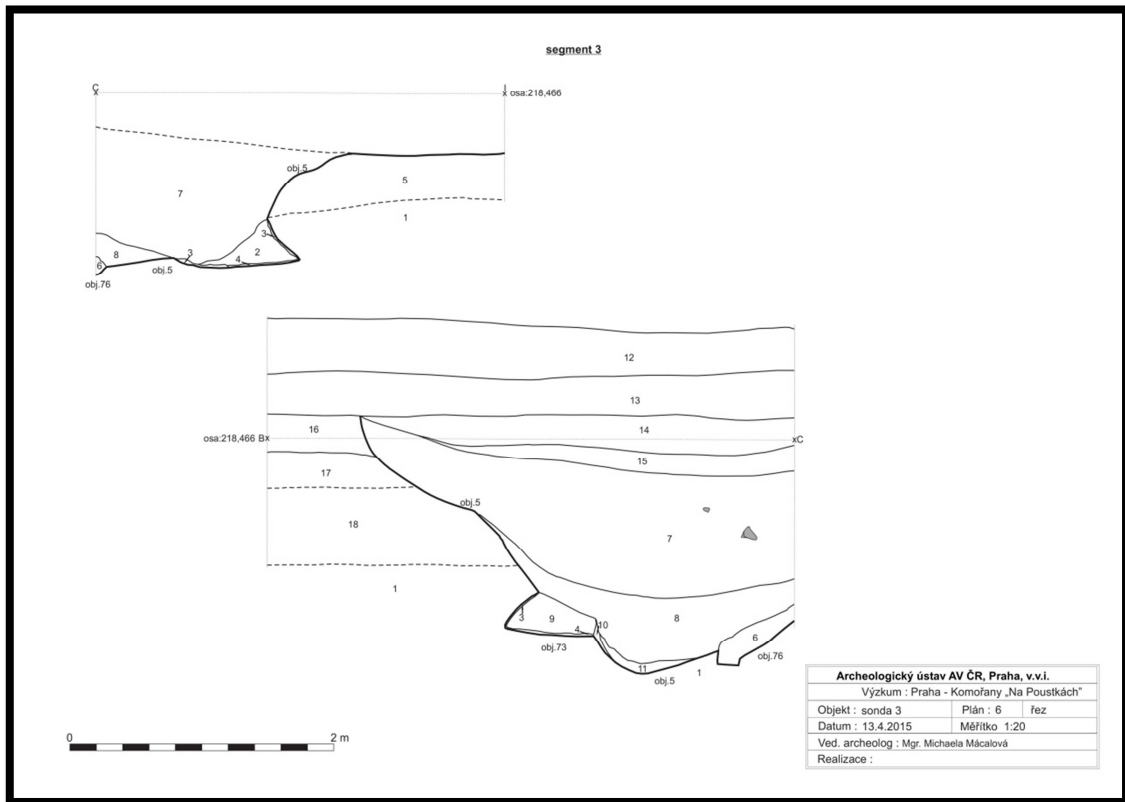 segment 3
C
I
x
x osa:218,466
obj.5
5
7
1
3
2
8
3
4
6
obj.5
obj.76
12
13
16
14
osa:218,466 Bx
xC
15
17
obj.5
18
7
1
3
9
8
4
10
6
obj.73
obj.76
11
1
obj.5
0
2 m
Archeologický ústav AV ČR, Praha, v.v.i.
Výzkum : Praha - Komořany „Na Poustkách"
Objekt : sonda 3 Plán : 6 řez
Datum : 13.4.2015 Měřítko 1:20
Ved. archeolog : Mgr. Michaela Mácalová
Realizace :